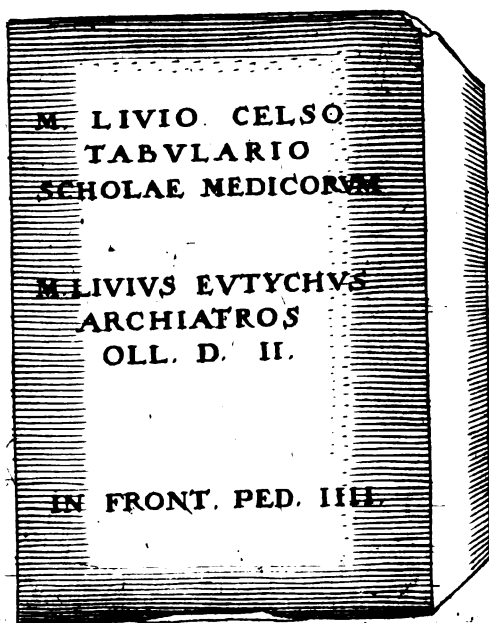 M. LIVIO CELSO
TABVLARIO
SCHOLAE MEDICORVM
M. LIVIVS EVTYCHVS
ARCHIATROS
OLL. D. II.
IN FRONT. PED. IIII.